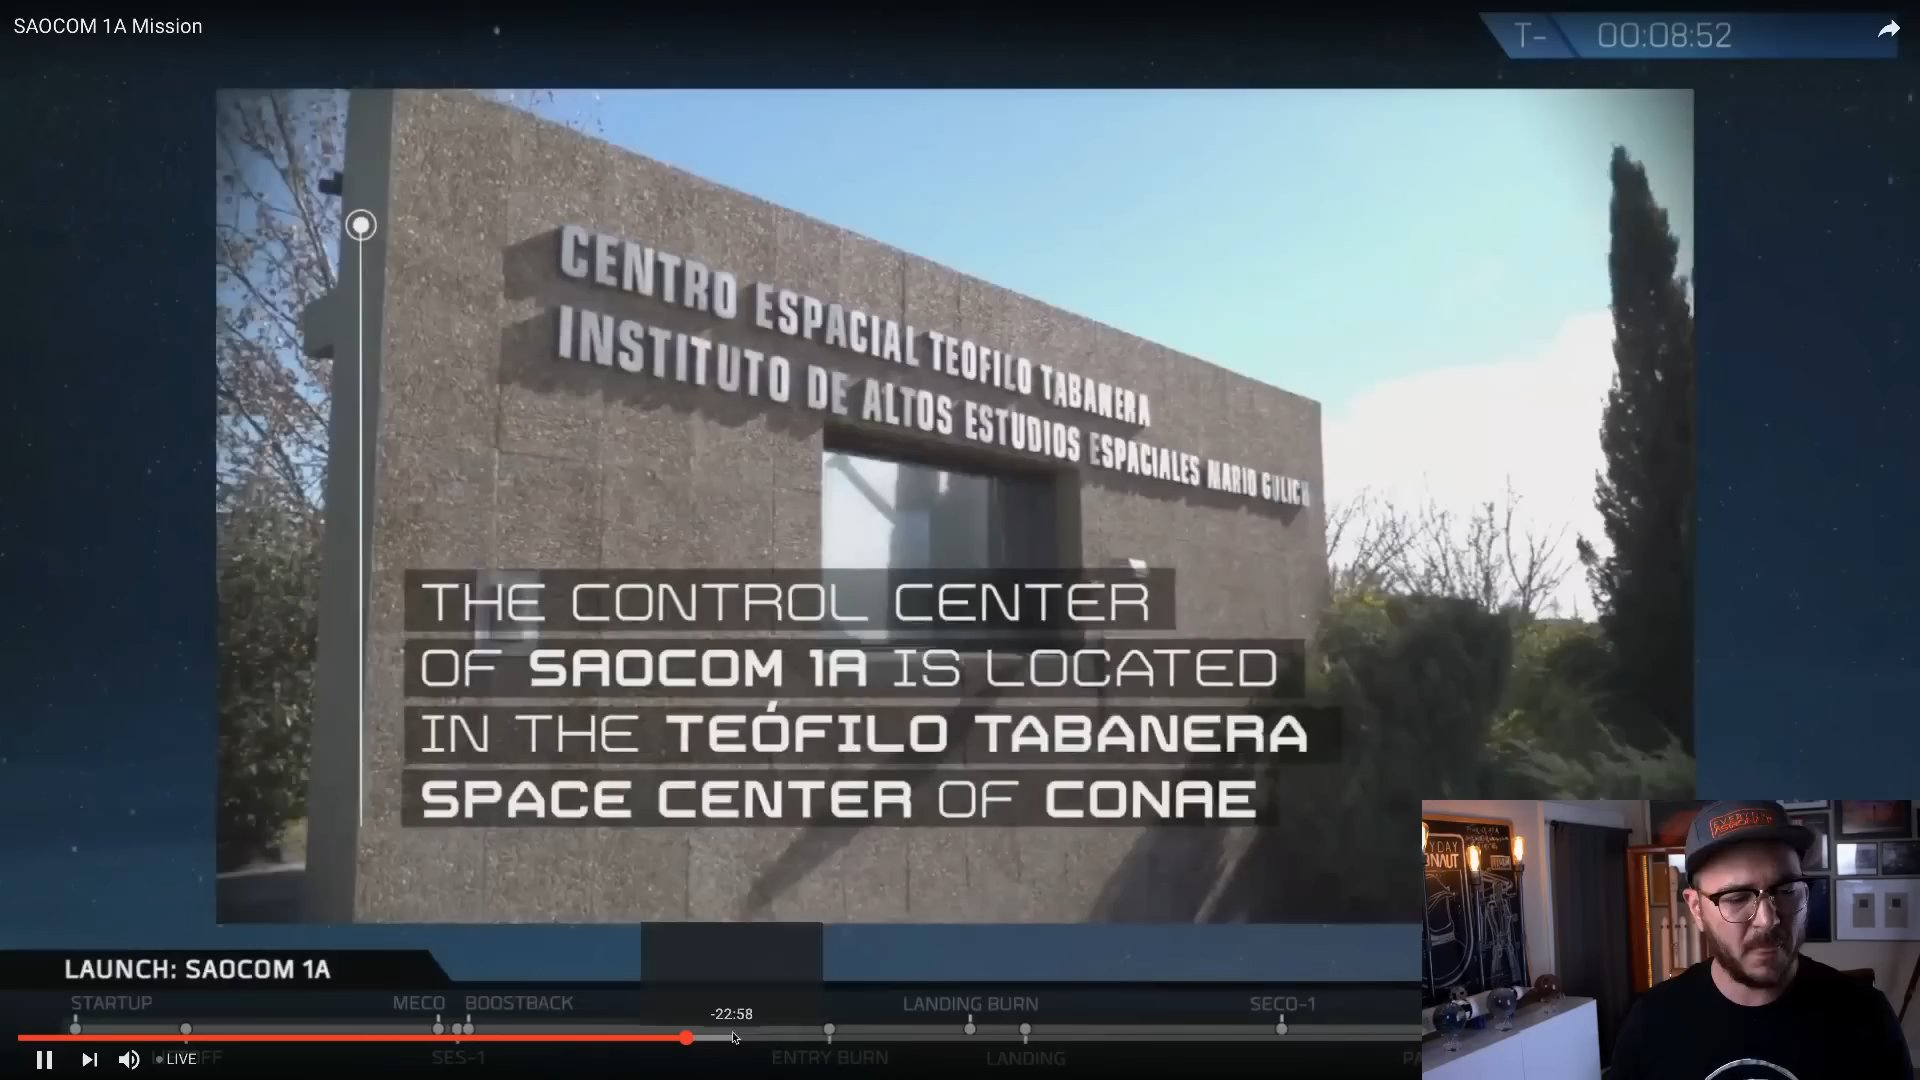 SAOCOM 1A Mission
T- 00:08:52
CENTRO ESPACIAL TEOFILO TABANERA
INSTITUTO DE ALTOS ESTUDIOS ESPACIALES MARIO GULICH
THE CONTROL CENTER
OF SAOCOM 1A IS LOCATED
IN THE TEÓFILO TABANERA
SPACE CENTER OF CONAE
LAUNCH: SAOCOM 1A
STARTUP MECO BOOSTBACK LANDING BURN SECO-1
-22:58
LIVE SES-1 ENTRY BURN LANDING